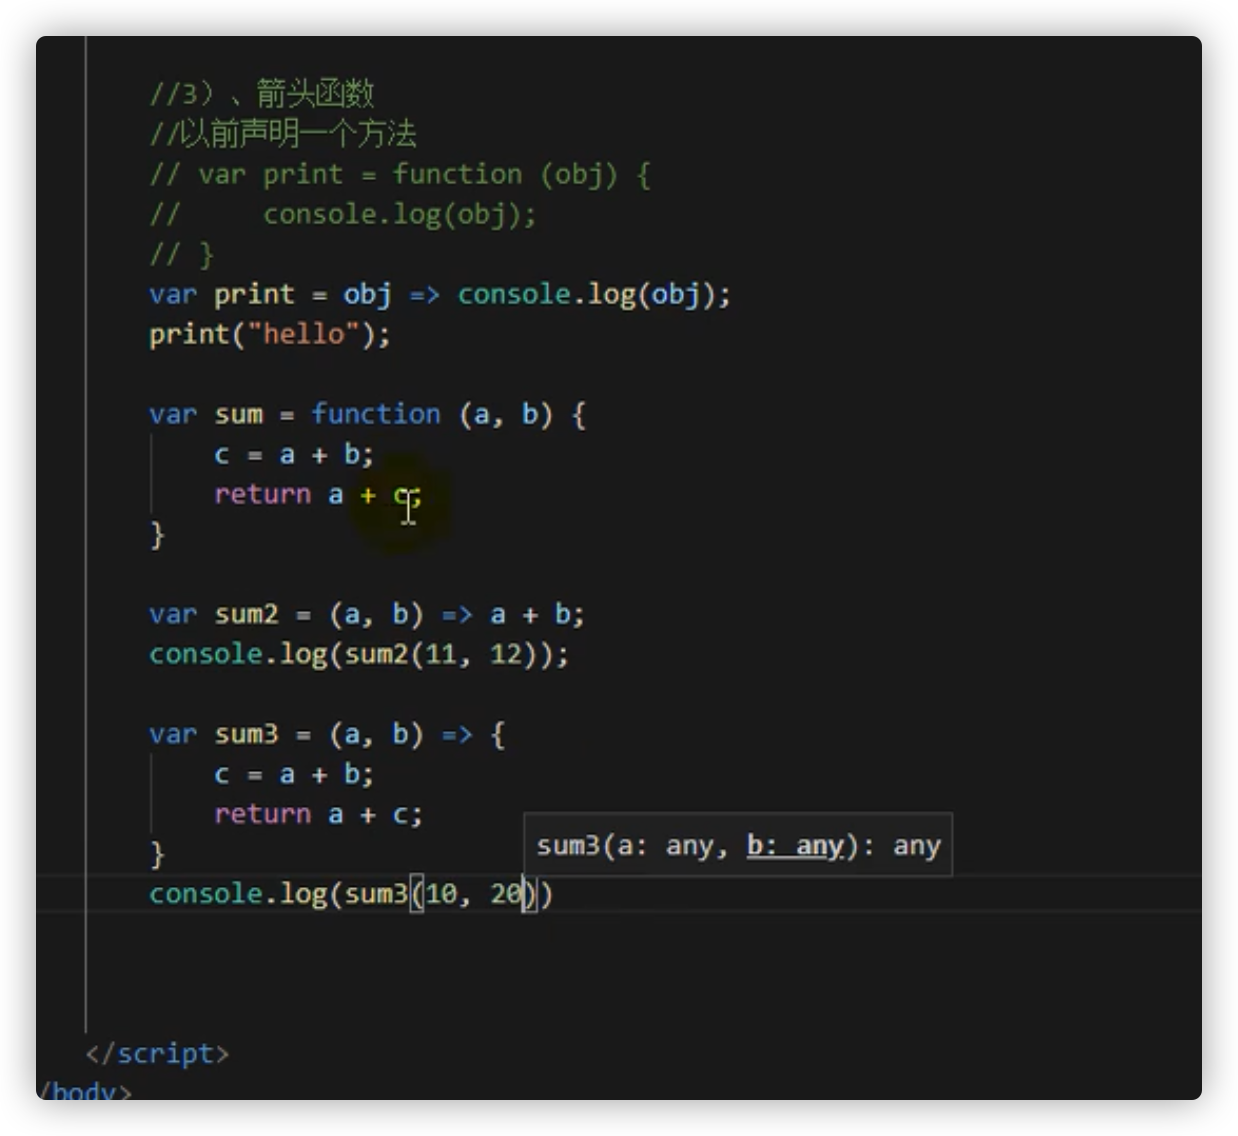 //3）、箭头函数
//以前声明一个方法
// var print = function (obj) {
//     console.log(obj);
// }
var print = obj => console.log(obj);
print("hello");
var sum = function (a, b) {
    c = a + b;
    return a + c;
}
var sum2 = (a, b) => a + b;
console.log(sum2(11, 12));
var sum3 = (a, b) => {
    c = a + b;
    return a + c;
}
sum3(a: any, b: any): any
console.log(sum3(10, 20))
</script>
/body>